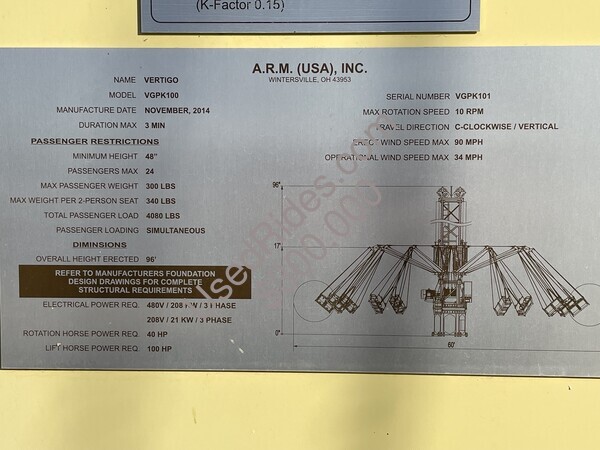 (K-Factor 0.15)
A.R.M. (USA), INC.
WINTERSVILLE, OH 43953
NAME VERTIGO
MODEL VGPK100
MANUFACTURE DATE NOVEMBER, 2014
DURATION MAX 3 MIN
PASSENGER RESTRICTIONS
MINIMUM HEIGHT 48"
PASSENGERS MAX 24
MAX PASSENGER WEIGHT 300 LBS
MAX WEIGHT PER 2-PERSON SEAT 340 LBS
TOTAL PASSENGER LOAD 4080 LBS
PASSENGER LOADING SIMULTANEOUS
DIMINSIONS
OVERALL HEIGHT ERECTED 96'
REFER TO MANUFACTURERS FOUNDATION
DESIGN DRAWINGS FOR COMPLETE
STRUCTURAL REQUIREMENTS
ELECTRICAL POWER REQ. 480V / 208 KW / 3 PHASE
208V / 21 KW / 3 PHASE
ROTATION HORSE POWER REQ. 40 HP
LIFT HORSE POWER REQ. 100 HP
SERIAL NUMBER VGPK101
MAX ROTATION SPEED 10 RPM
TRAVEL DIRECTION C-CLOCKWISE / VERTICAL
ERECT WIND SPEED MAX 90 MPH
OPERATIONAL WIND SPEED MAX 34 MPH
96"
17'
0"
60'